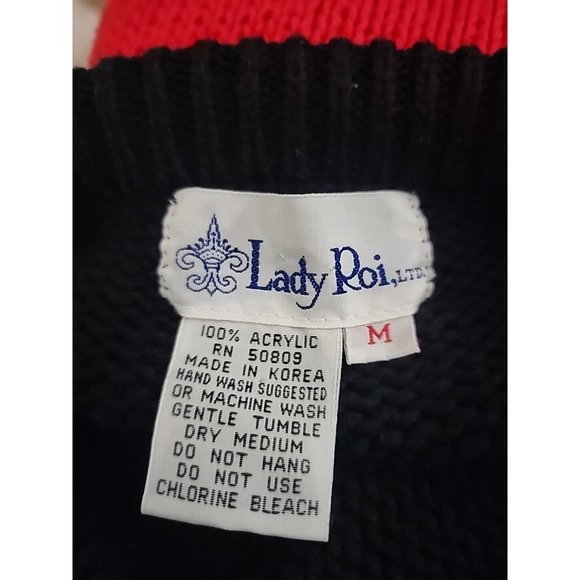 Lady Roi, LTD.
M
100% ACRYLIC
RN 50809
MADE IN KOREA
HAND WASH SUGGESTED
OR MACHINE WASH
GENTLE TUMBLE
DRY MEDIUM
DO NOT HANG
DO NOT USE
CHLORINE BLEACH